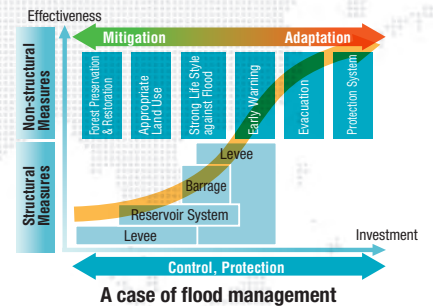 Effectiveness
Mitigation
Adaptation
Non-structural
Measures
Forest Preservation
& Restoration
Appropriate
Land Use
Strong Life Style
against Flood
Early Warning
Evacuation
Protection System
Structural
Measures
Levee
Barrage
Reservoir System
Levee
Investment
Control, Protection
A case of flood management